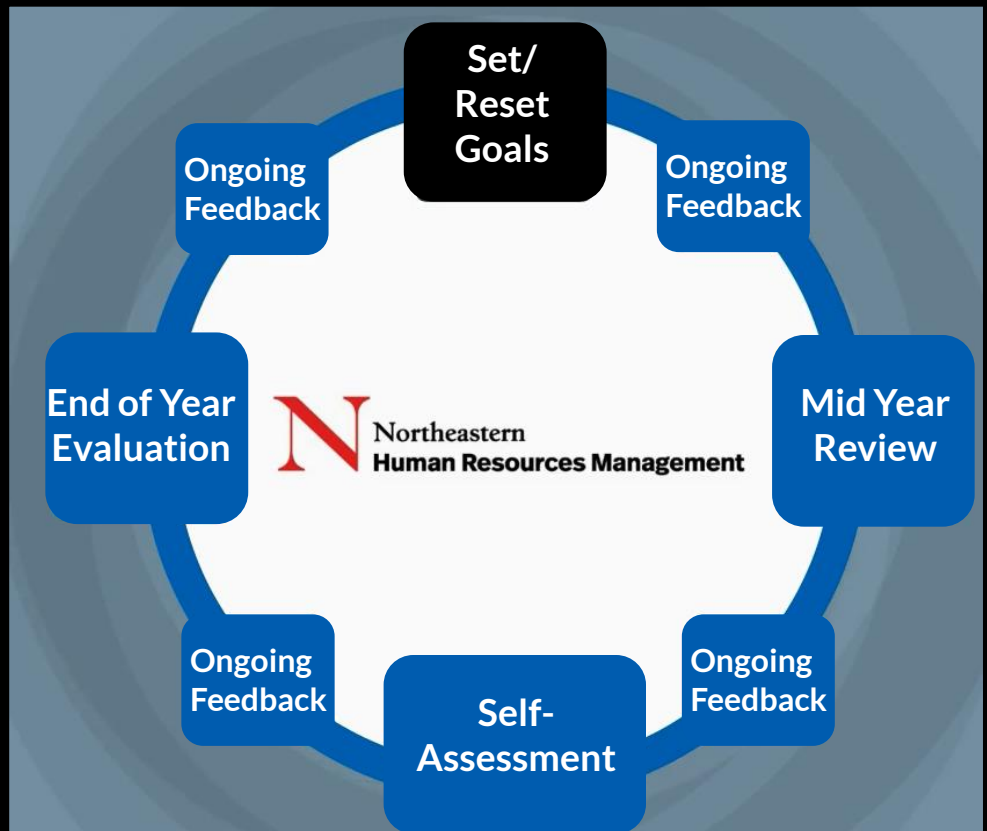 Set/
Reset
Goals
Ongoing
Feedback
Ongoing
Feedback
End of Year
Evaluation
N
Northeastern
Human Resources Management
Mid Year
Review
Ongoing
Feedback
Self-
Assessment
Ongoing
Feedback